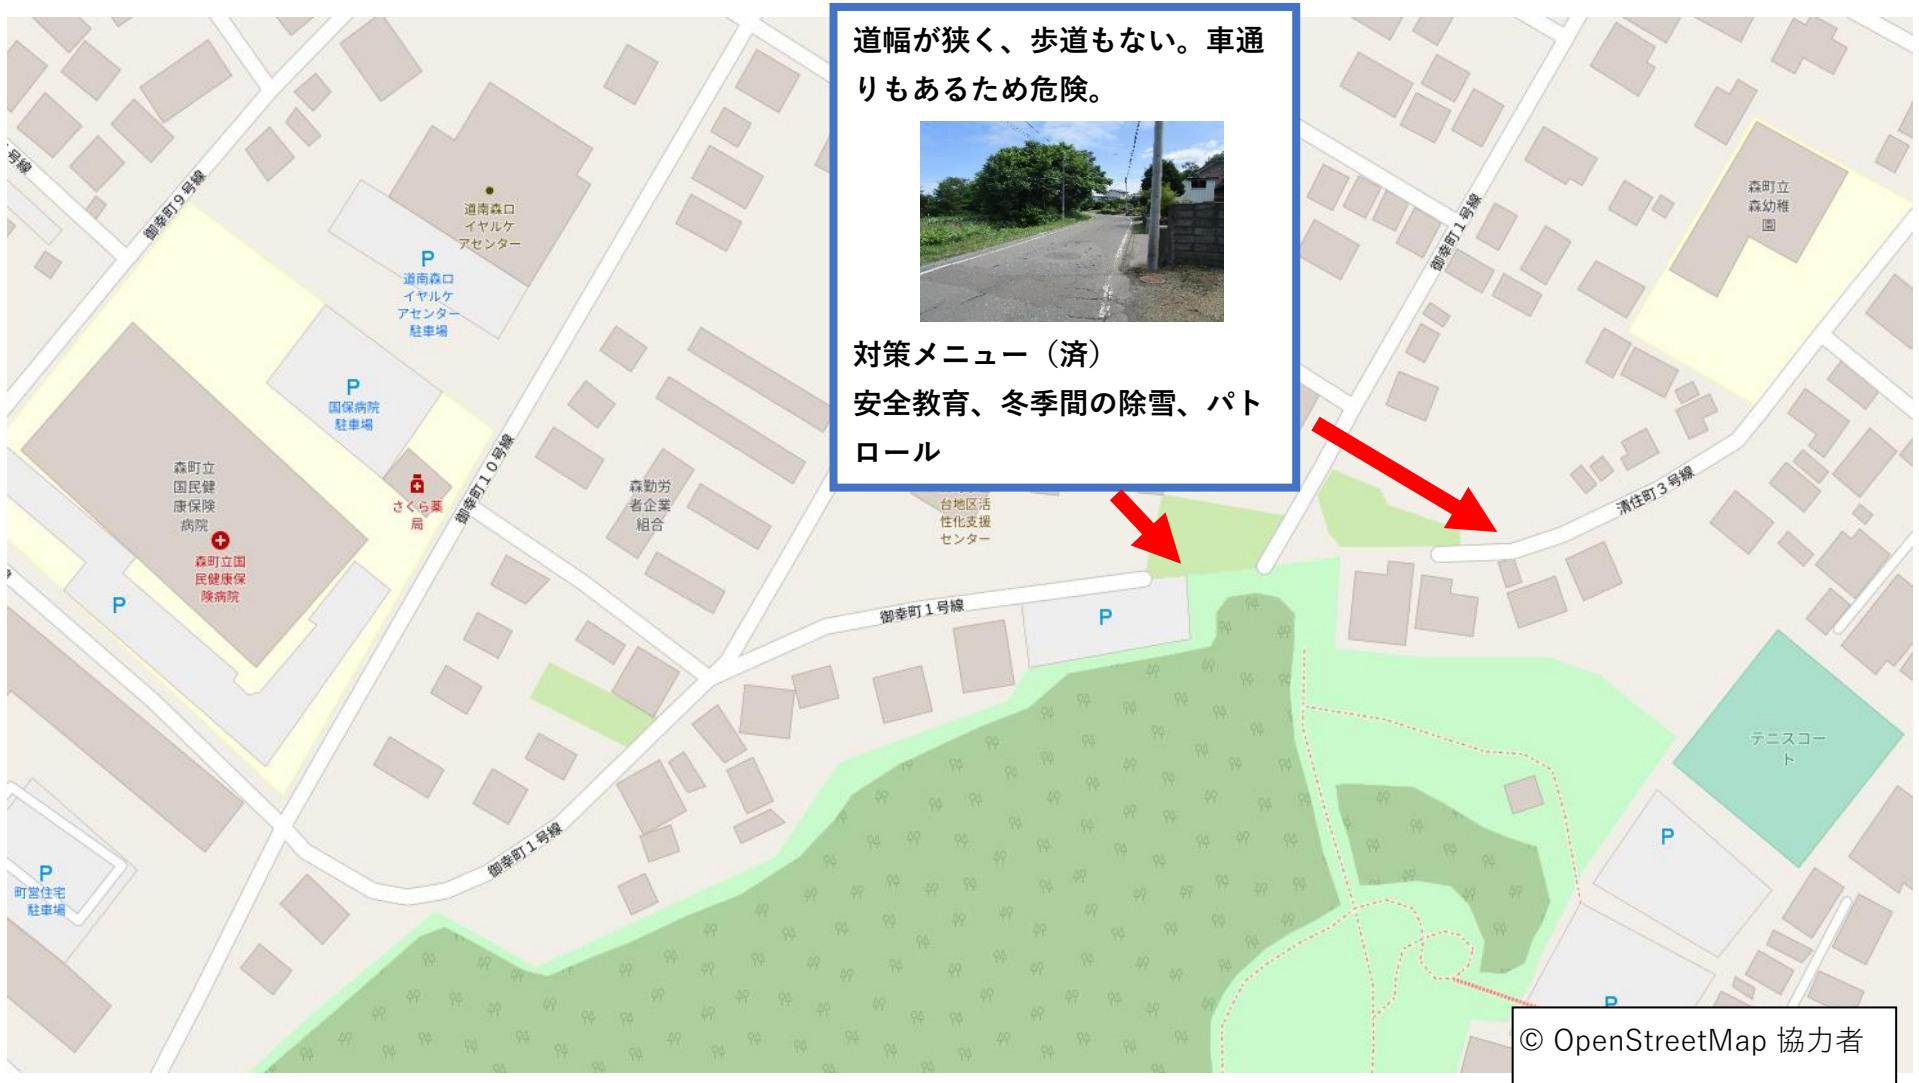 道幅が狭く、歩道もない。車通
りもあるため危険。
対策メニュー（済）
安全教育、冬季間の除雪、パト
ロール
号線
御幸町9号線
道南森ロ
イヤルケ
アセンター
P
道南森ロ
イヤルケ
アセンター
駐車場
P
国保病院
駐車場
森町立
国民健
康保険
病院
森町立国
民健康保
険病院
さくら薬
局
御幸町10号線
森勤労
者企業
組合
台地区活
性化支援
センター
御幸町1号線
森町立
森幼稚
園
清住町3号線
御幸町1号線
P
P
御幸町1号線
テニスコー
ト
P
P
町営住宅
駐車場
P
© OpenStreetMap 協力者